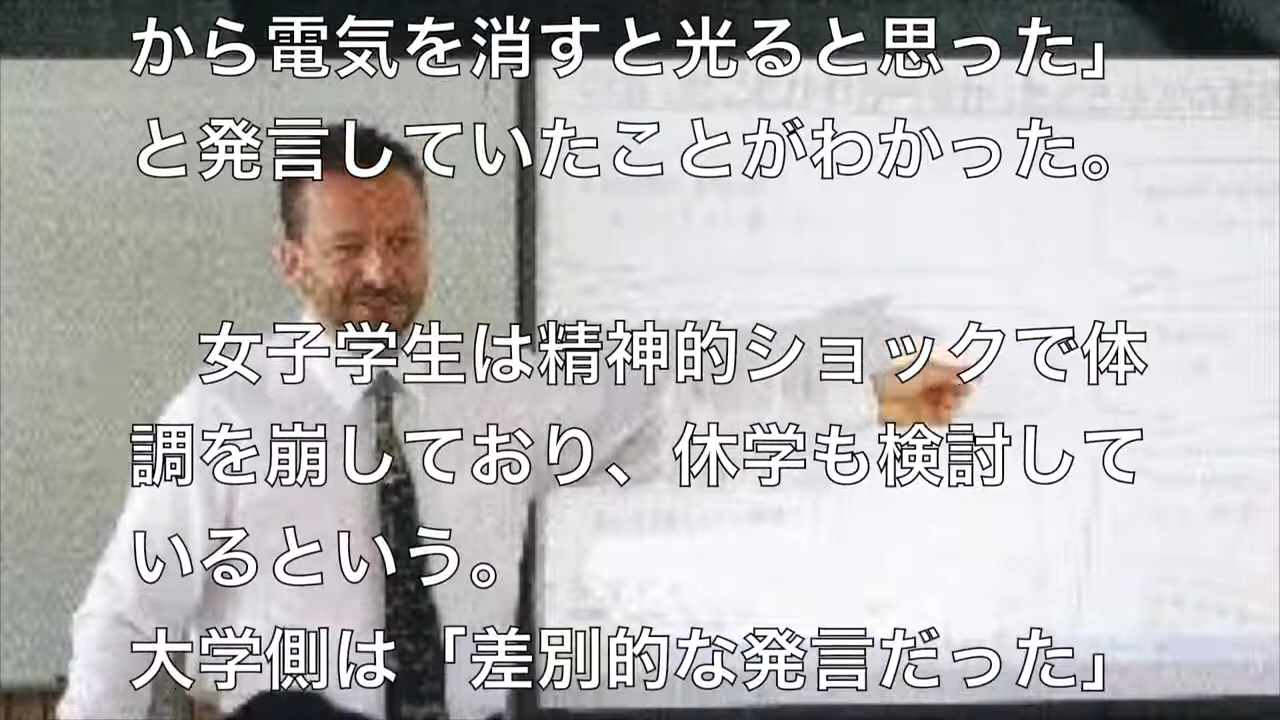 から電気を消すと光ると思った」
と発言していたことがわかった。
女子学生は精神的ショックで体
調を崩しており、休学も検討して
いるという。
大学側は「差別的な発言だった」